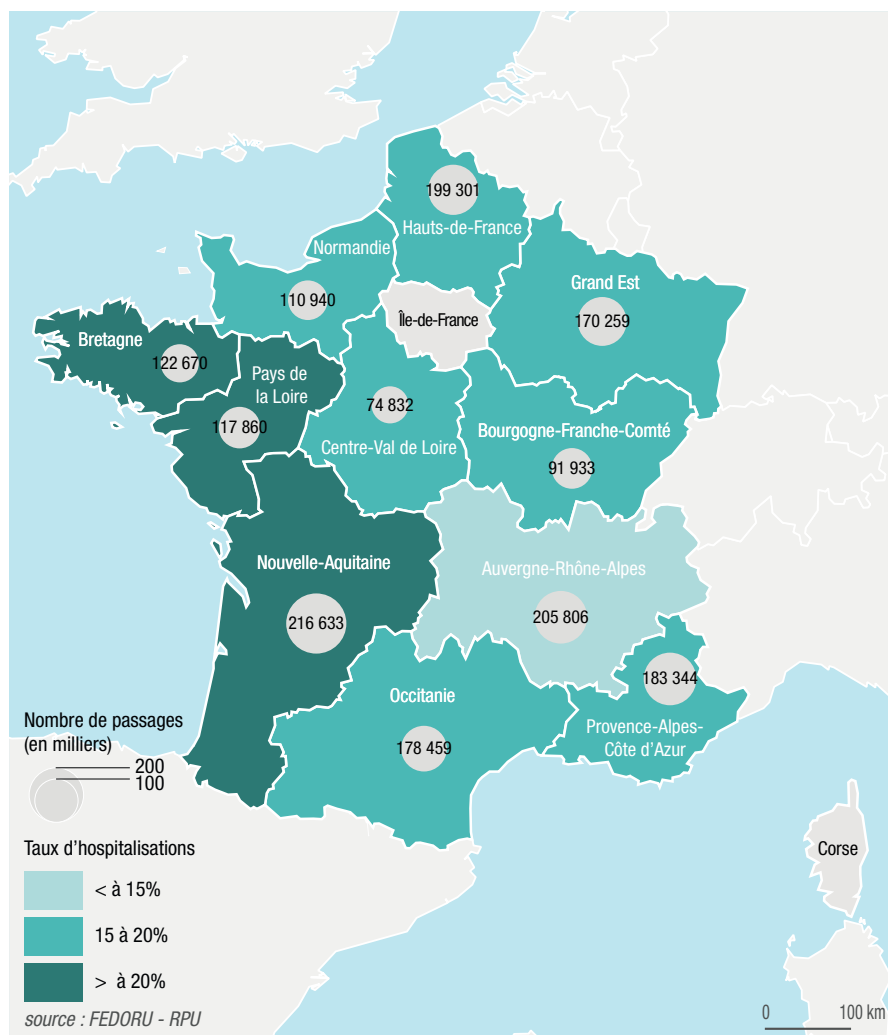 199 301
Hauts-de-France
Normandie
110 940
Grand Est
170 259
Île-de-France
Bretagne
122 670
Pays de
la Loire
117 860
74 832
Centre-Val de Loire
Bourgogne-Franche-Comté
91 933
Nouvelle-Aquitaine
216 633
Auvergne-Rhône-Alpes
205 806
183 344
Provence-Alpes-
Côte d'Azur
Occitanie
178 459
Corse
Nombre de passages
(en milliers)
200
100
Taux d'hospitalisations
< à 15%
15 à 20%
> à 20%
source : FEDORU - RPU
0 100 km